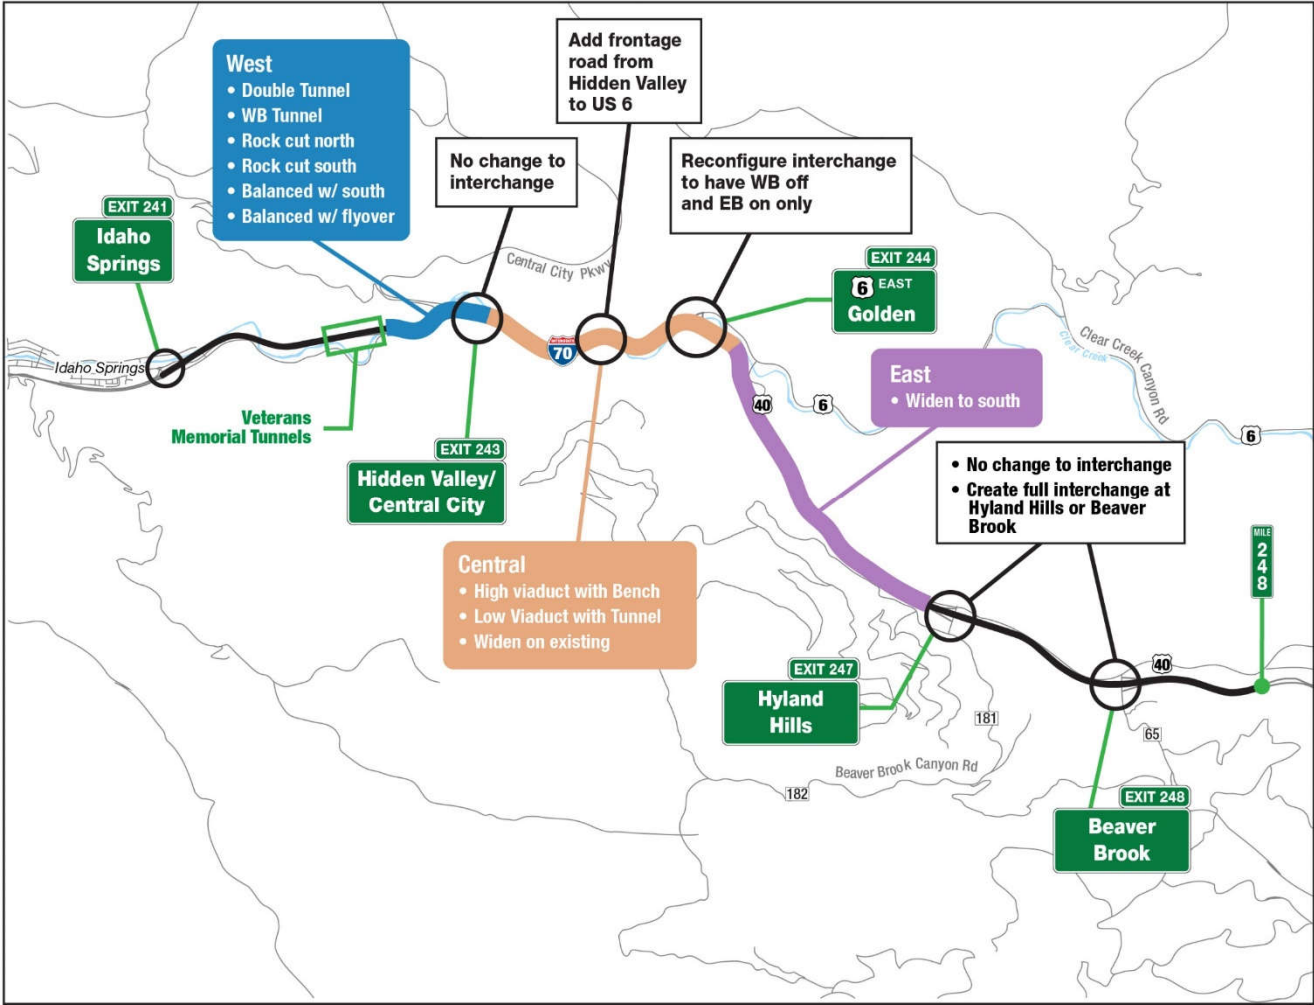 Add frontage
road from
Hidden Valley
to US 6
West
• Double Tunnel
• WB Tunnel
• Rock cut north
• Rock cut south
• Balanced w/ south
• Balanced w/ flyover
No change to
interchange
Reconfigure interchange
to have WB off
and EB on only
EXIT 241
Idaho
Springs
Central City Pkwy
EXIT 244
6 EAST
Golden
INTERSTATE
70
Idaho Springs
Clear Creek
Clear Creek
Canyon Rd
East
• Widen to south
40
6
6
Veterans
Memorial Tunnels
EXIT 243
Hidden Valley/
Central City
• No change to interchange
• Create full interchange at
Hyland Hills or Beaver
Brook
MILE
2
4
8
Central
• High viaduct with Bench
• Low Viaduct with Tunnel
• Widen on existing
EXIT 247
Hyland
Hills
40
181
65
Beaver Brook Canyon Rd
182
EXIT 248
Beaver
Brook